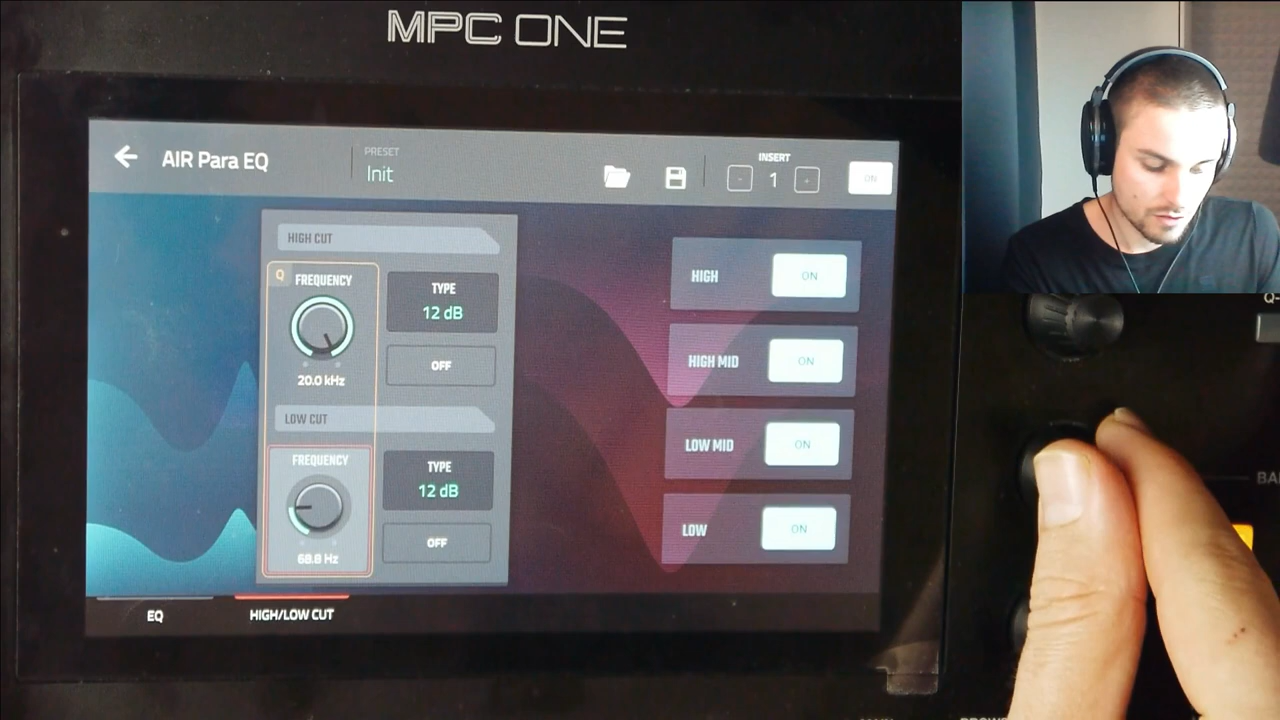 MPC ONE
AIR Para EQ
PRESET
Init
INSERT
- 1 +
ON
HIGH CUT
Q FREQUENCY
20.0 kHz
TYPE
12 dB
OFF
LOW CUT
FREQUENCY
68.8 Hz
TYPE
12 dB
OFF
HIGH ON
HIGH MID ON
LOW MID ON
LOW ON
EQ
HIGH/LOW CUT